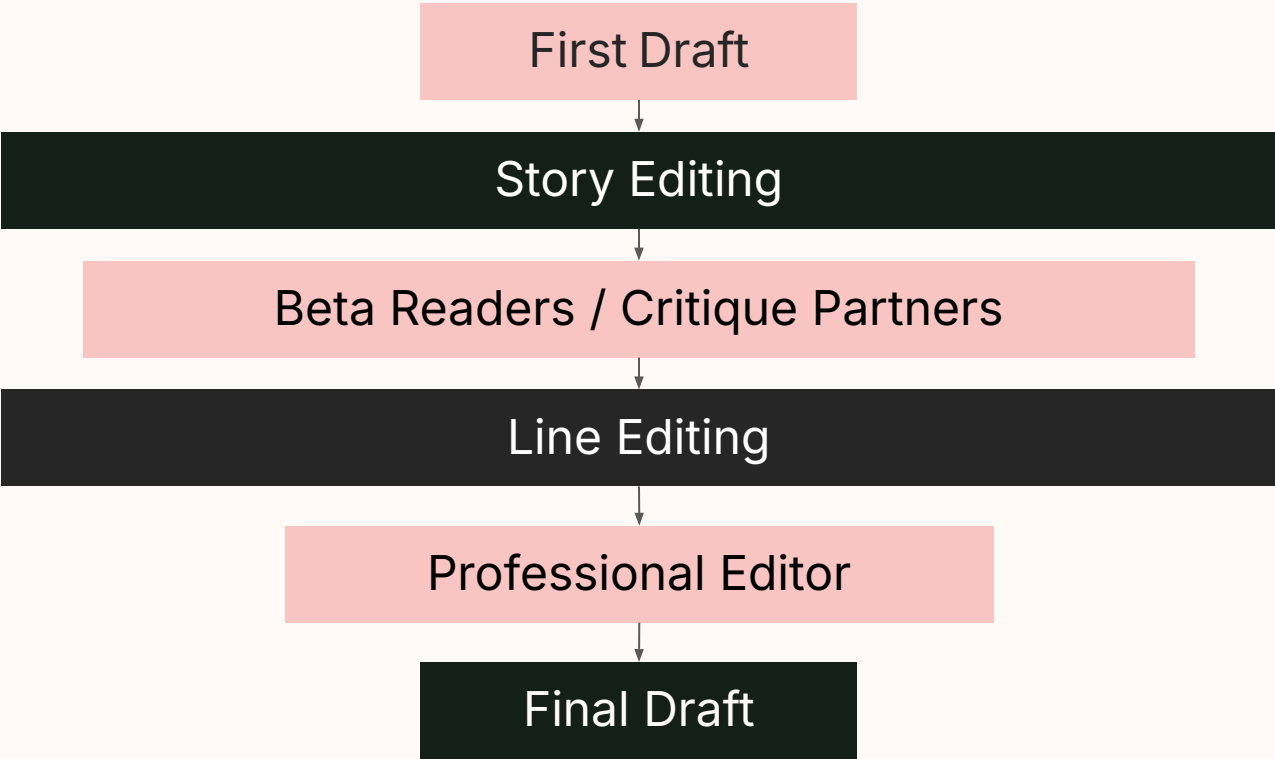 First Draft
Story Editing
Beta Readers / Critique Partners
Line Editing
Professional Editor
Final Draft